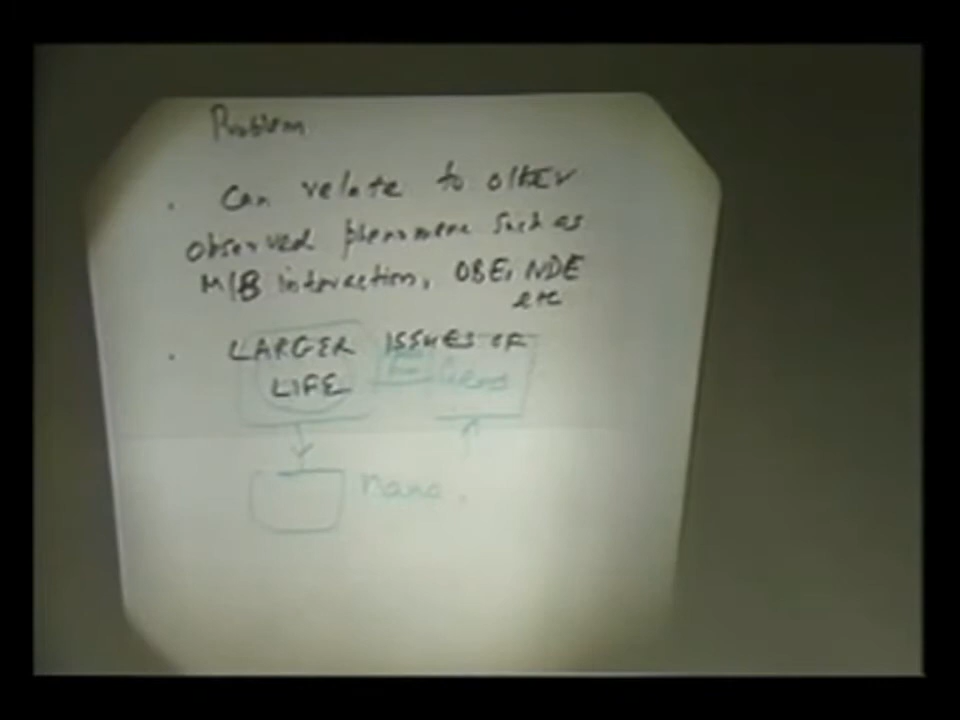 Problem
. Can relate to other
observed phenomena such as
M/B interaction, OBE, NDE
etc
. LARGER ISSUES OF
LIFE
nano.